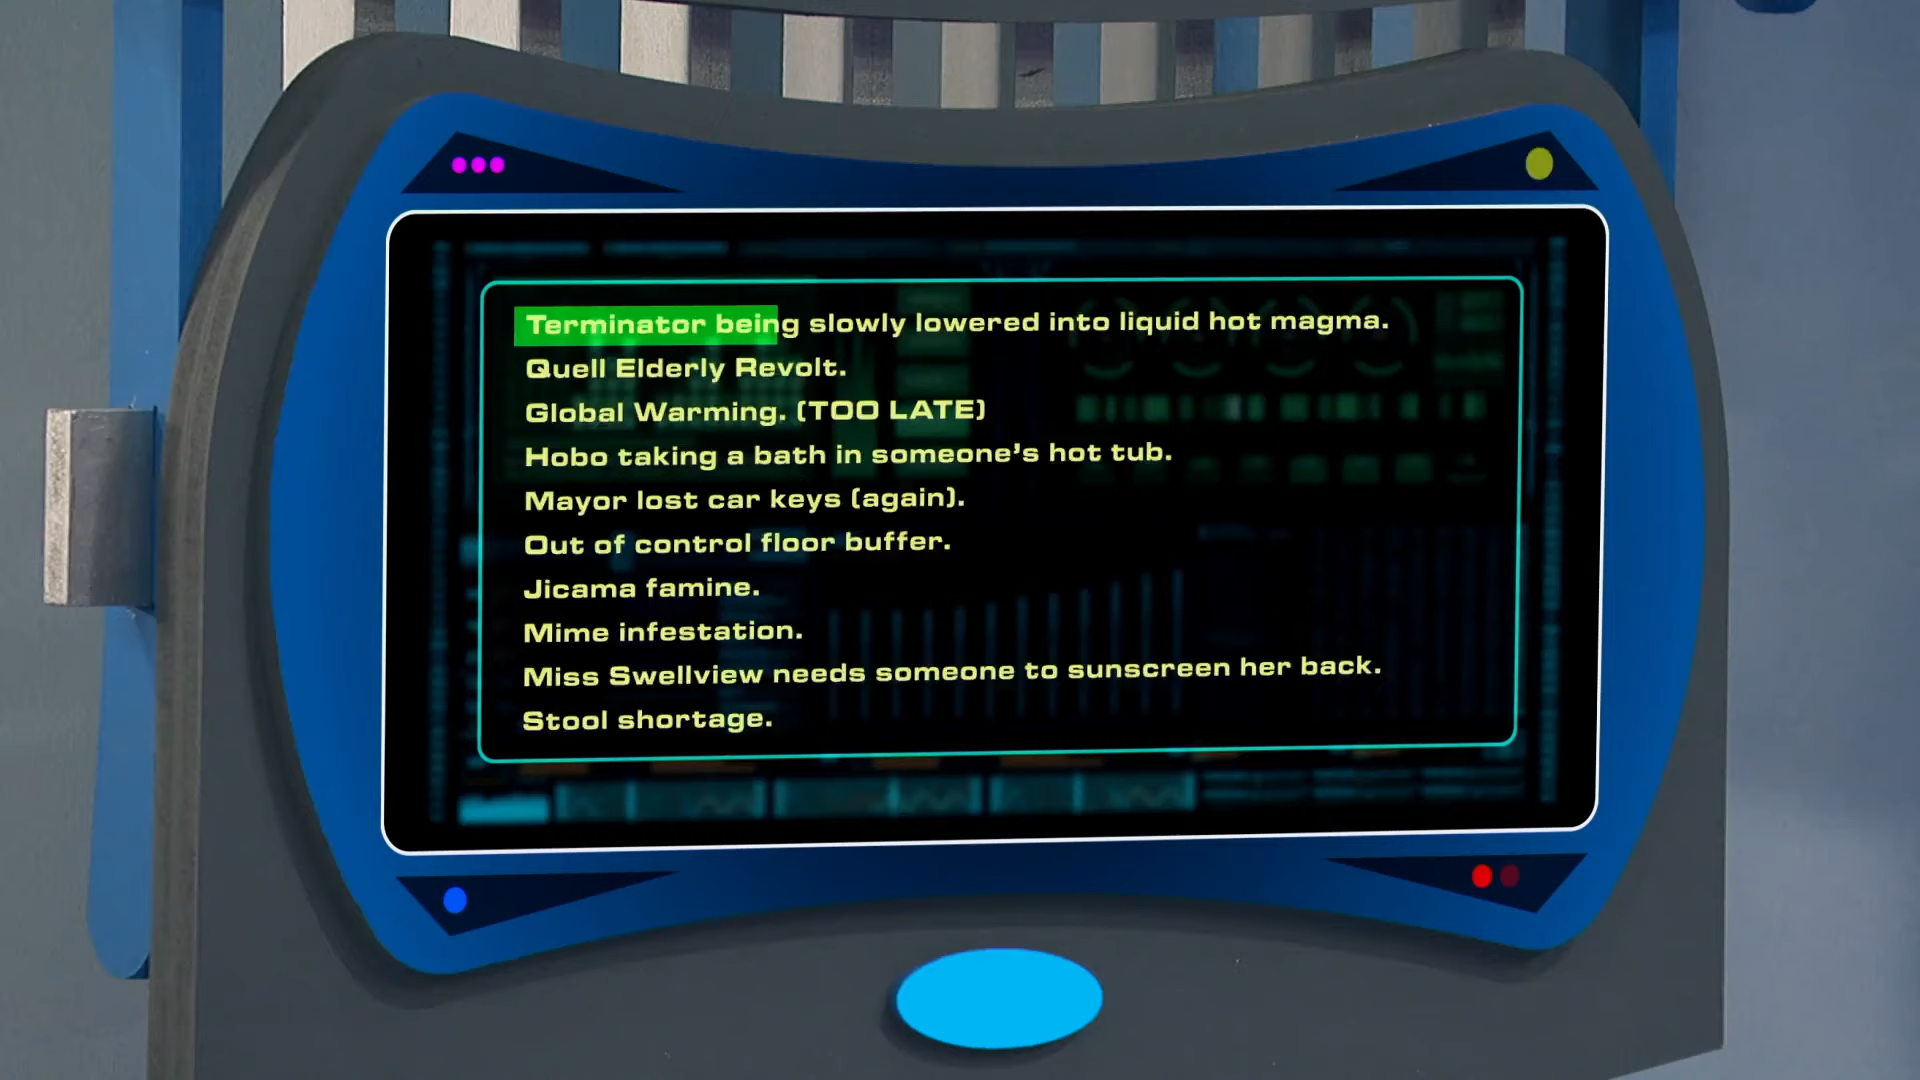 Terminator being slowly lowered into liquid hot magma.
Quell Elderly Revolt.
Global Warming. (TOO LATE)
Hobo taking a bath in someone's hot tub.
Mayor lost car keys (again).
Out of control floor buffer.
Jicama famine.
Mime infestation.
Miss Swellview needs someone to sunscreen her back.
Stool shortage.